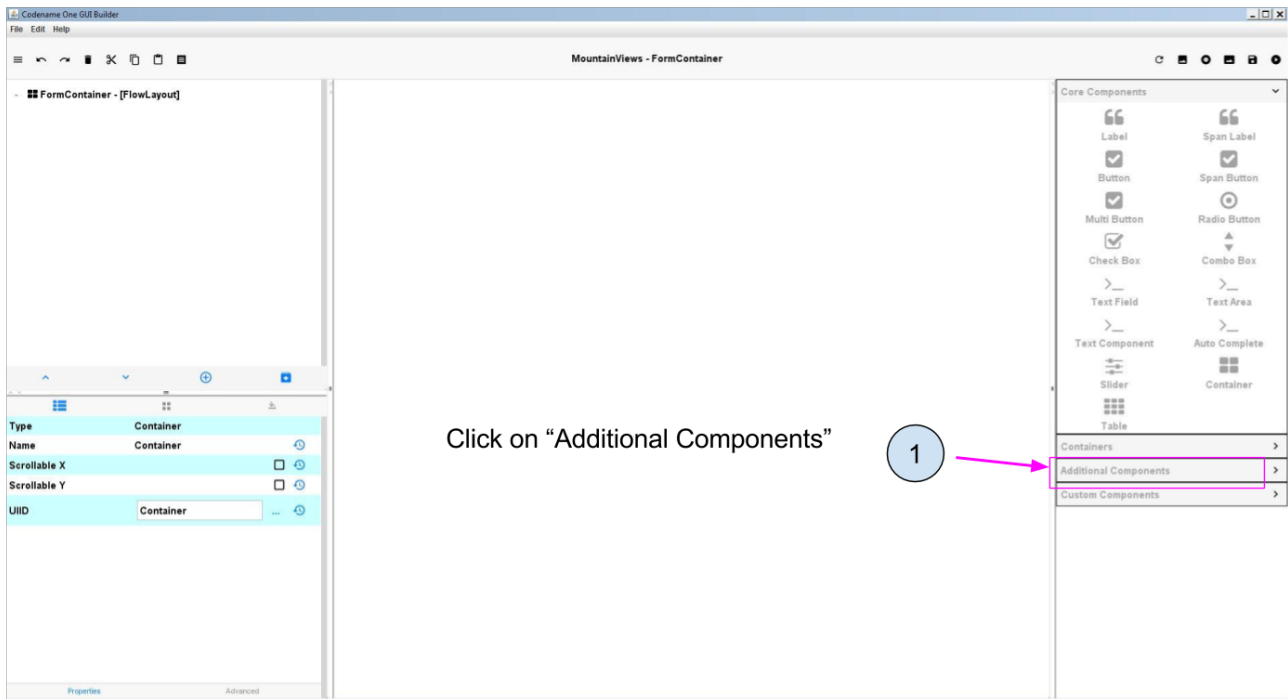 Codename One GUI Builder
File Edit Help
MountainViews - FormContainer
- FormContainer - [FlowLayout]
Type Container
Name Container
Scrollable X
Scrollable Y
UIID Container ...
Properties Advanced
Click on “Additional Components”
1
Core Components
Label Span Label
Button Span Button
Multi Button Radio Button
Check Box Combo Box
Text Field Text Area
Text Component Auto Complete
Slider Container
Table
Containers
Additional Components
Custom Components